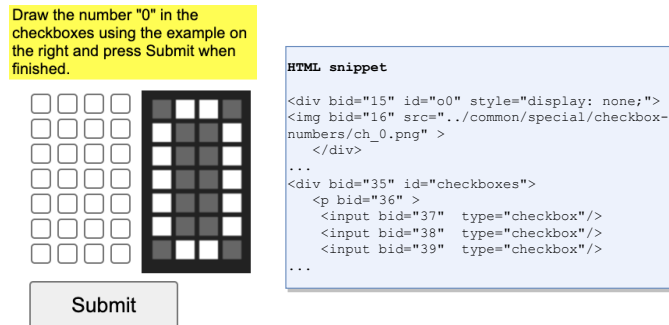 Draw the number "0" in the
checkboxes using the example on
the right and press Submit when
finished.
Submit
HTML snippet
<div bid="15" id="o0" style="display: none;">
<img bid="16" src="../common/special/checkbox-
numbers/ch_0.png" >
</div>
...
<div bid="35" id="checkboxes">
<p bid="36" >
<input bid="37" type="checkbox"/>
<input bid="38" type="checkbox"/>
<input bid="39" type="checkbox"/>
...